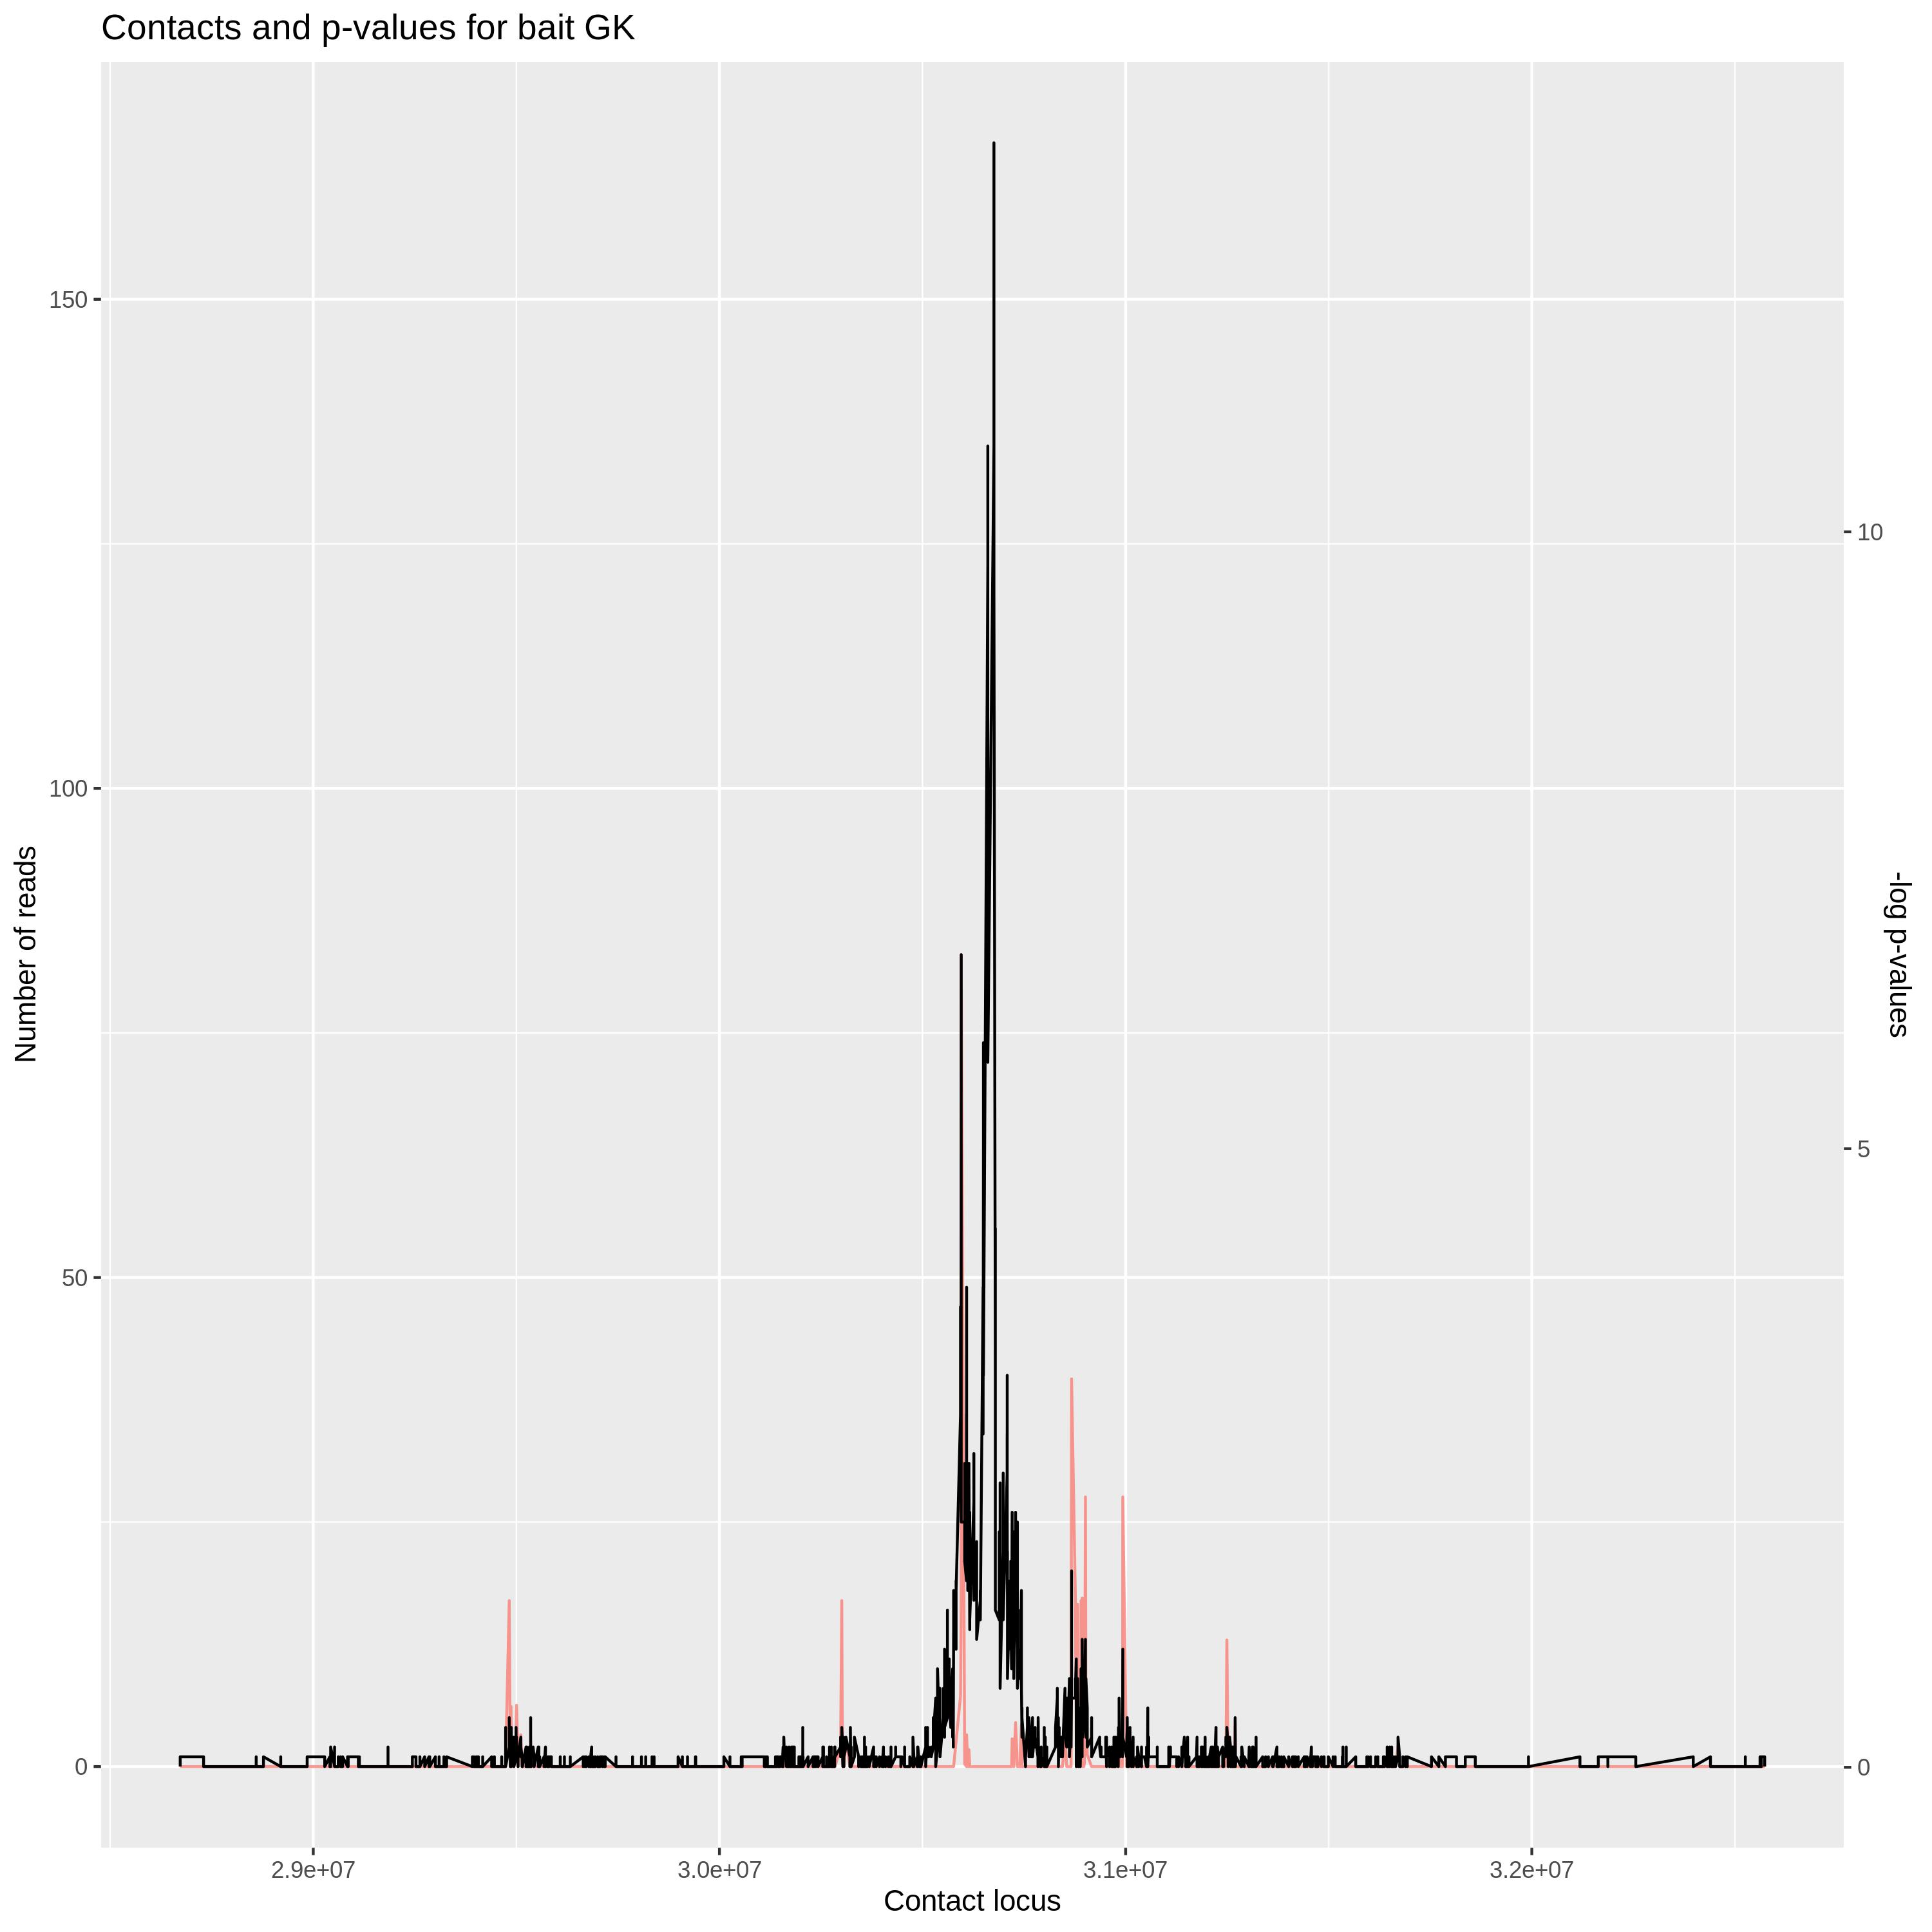 Contacts and p-values for bait GK
150
100
50
0
Number of reads
10
5
0
-log p-values
2.9e+07
3.0e+07
3.1e+07
3.2e+07
Contact locus